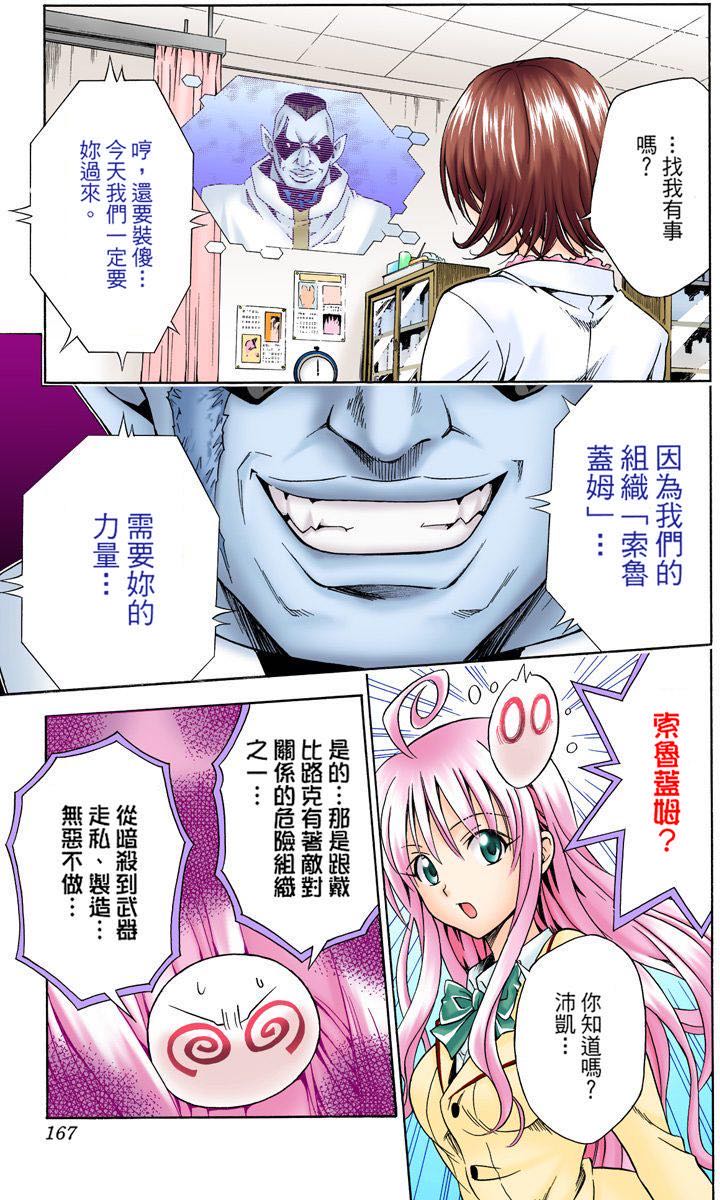 …找我有事
嗎？
哼，還要裝傻…
今天我們一定要
妳過來。
因為我們的
組織「索魯
蓋姆」…
需要妳的
力量…
索魯蓋姆？
你知道嗎？
沛凱…
是的…那是跟戴
比路克有著敵對
關係的危險組織
之一…
從暗殺到武器
走私、製造…
無惡不做…
167